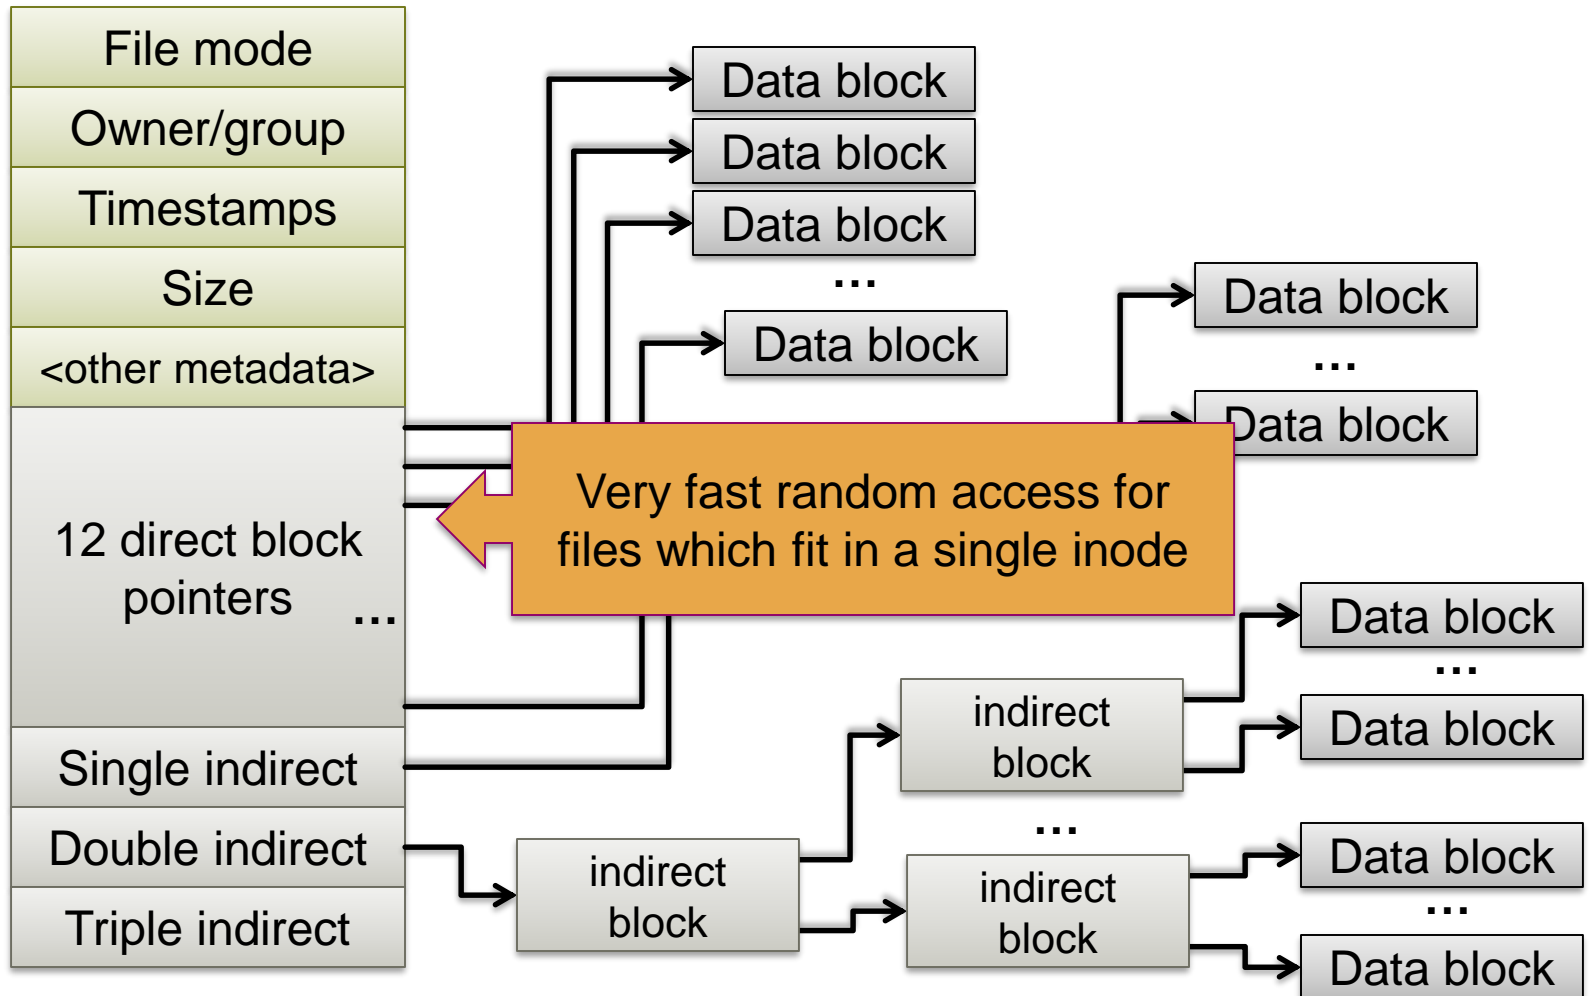 File mode
Owner/group
Timestamps
Size
<other metadata>
12 direct block
pointers
...
Single indirect
Double indirect
Triple indirect
Data block
Data block
Data block
...
Data block
Data block
...
Data block
Very fast random access for
files which fit in a single inode
indirect
block
indirect
block
...
indirect
block
Data block
...
Data block
Data block
...
Data block